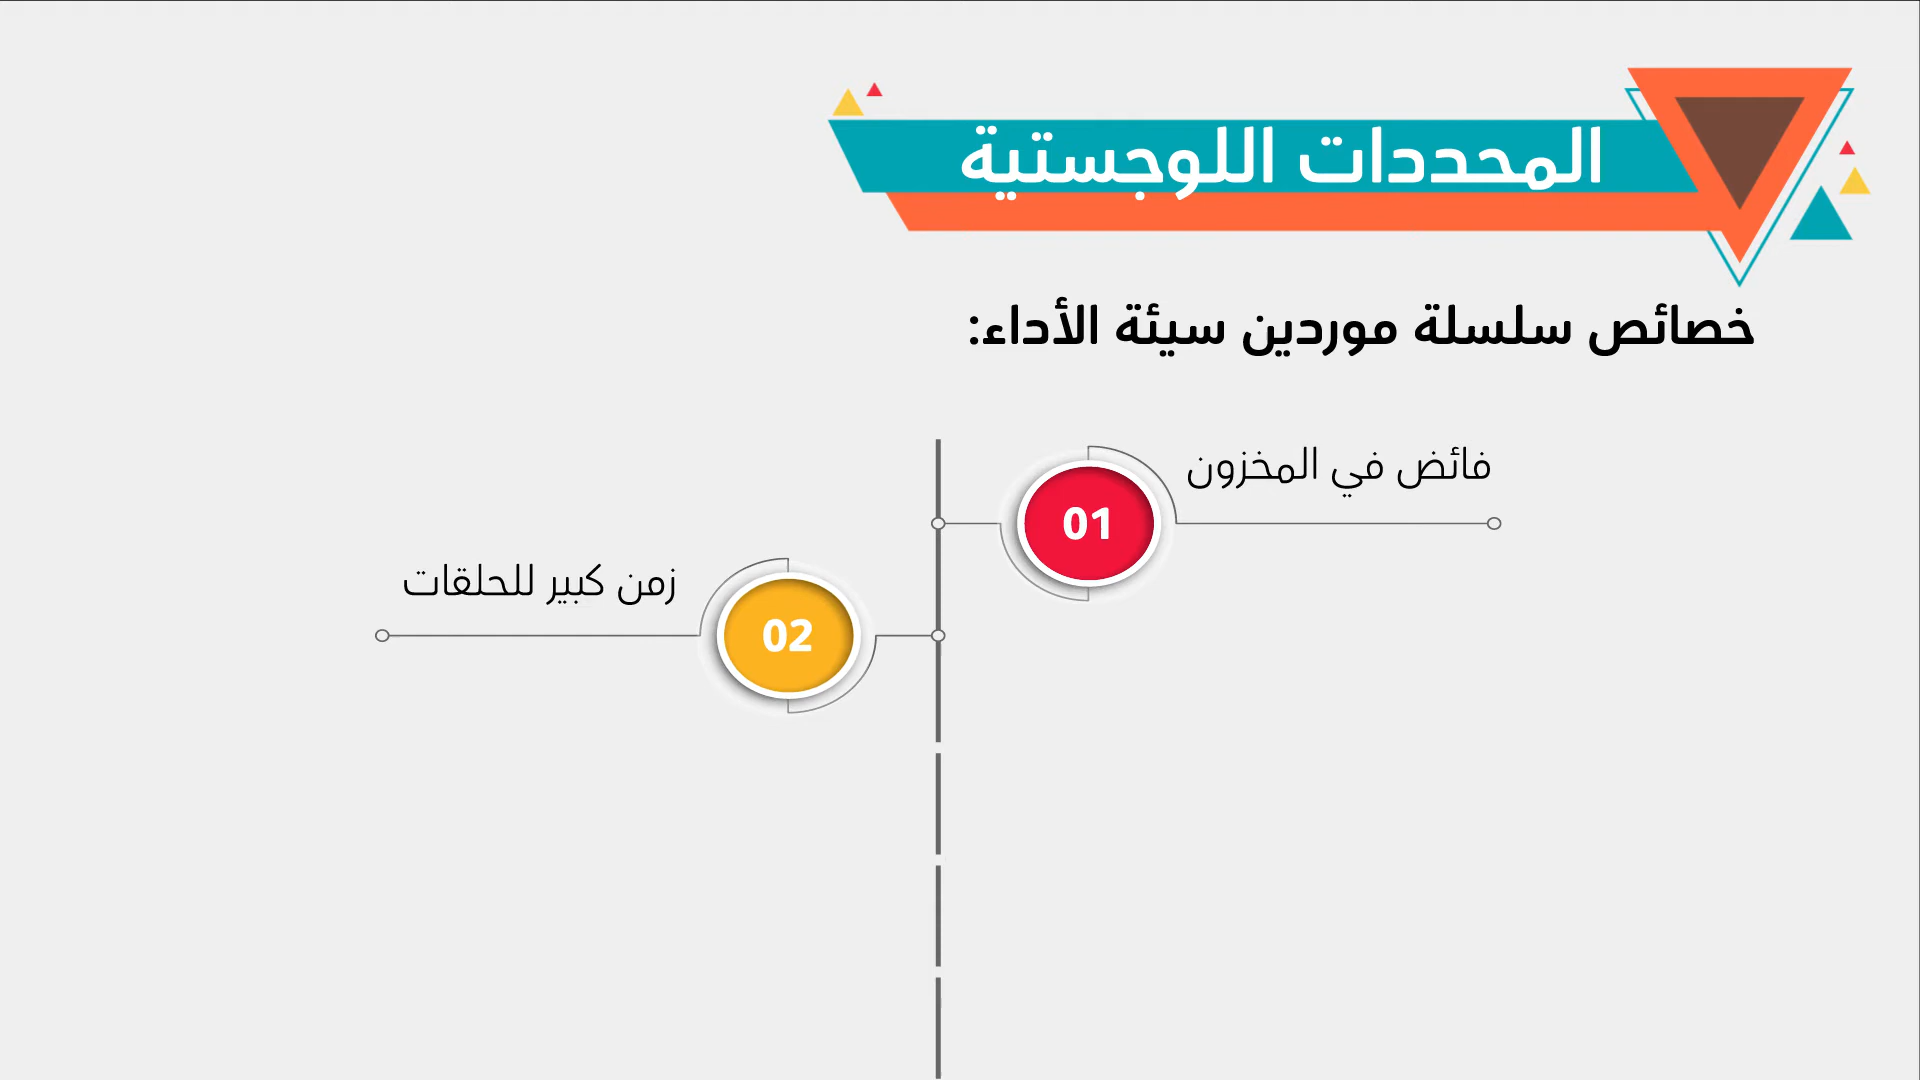 المحددات اللوجستية
خصائص سلسلة موردين سيئة الأداء:
فائض في المخزون
01
زمن كبير للحلقات
02